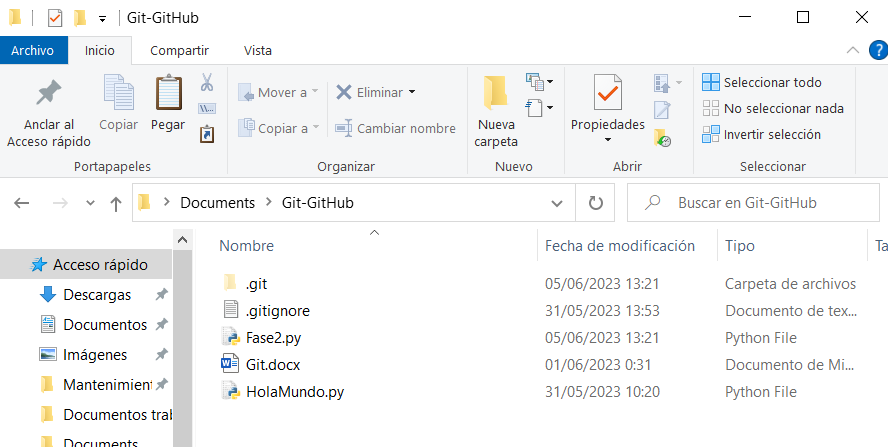 Git-GitHub
Archivo Inicio Compartir Vista
Anclar al Acceso rápido
Copiar
Pegar
Portapapeles
Mover a
Copiar a
Eliminar
Cambiar nombre
Organizar
Nueva carpeta
Nuevo
Propiedades
Abrir
Seleccionar todo
No seleccionar nada
Invertir selección
Seleccionar
Documents Git-GitHub
Buscar en Git-GitHub
Nombre Fecha de modificación Tipo Ta
Acceso rápido
Descargas
Documentos
Imágenes
Mantenimien
Documentos tral
Documents
.git 05/06/2023 13:21 Carpeta de archivos
.gitignore 31/05/2023 13:53 Documento de tex...
Fase2.py 05/06/2023 13:21 Python File
Git.docx 01/06/2023 0:31 Documento de Mi...
HolaMundo.py 31/05/2023 10:20 Python File